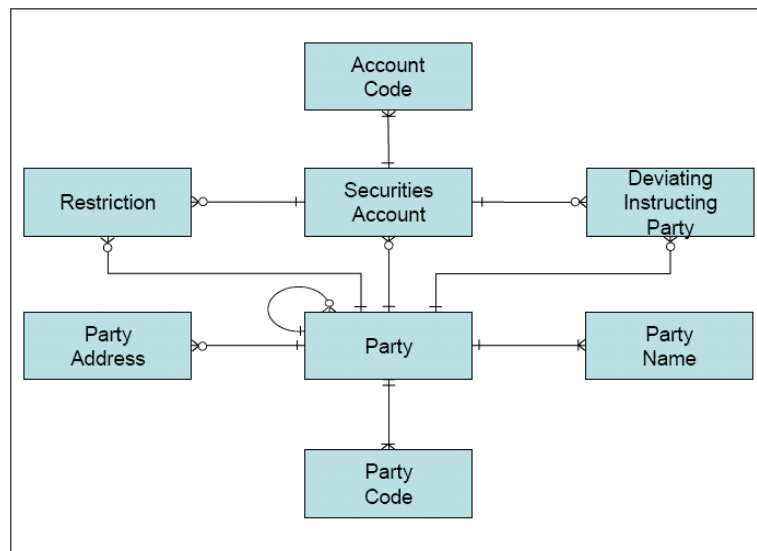 Account
Code
Restriction
Securities
Account
Deviating
Instructing
Party
Party
Address
Party
Party
Name
Party
Code